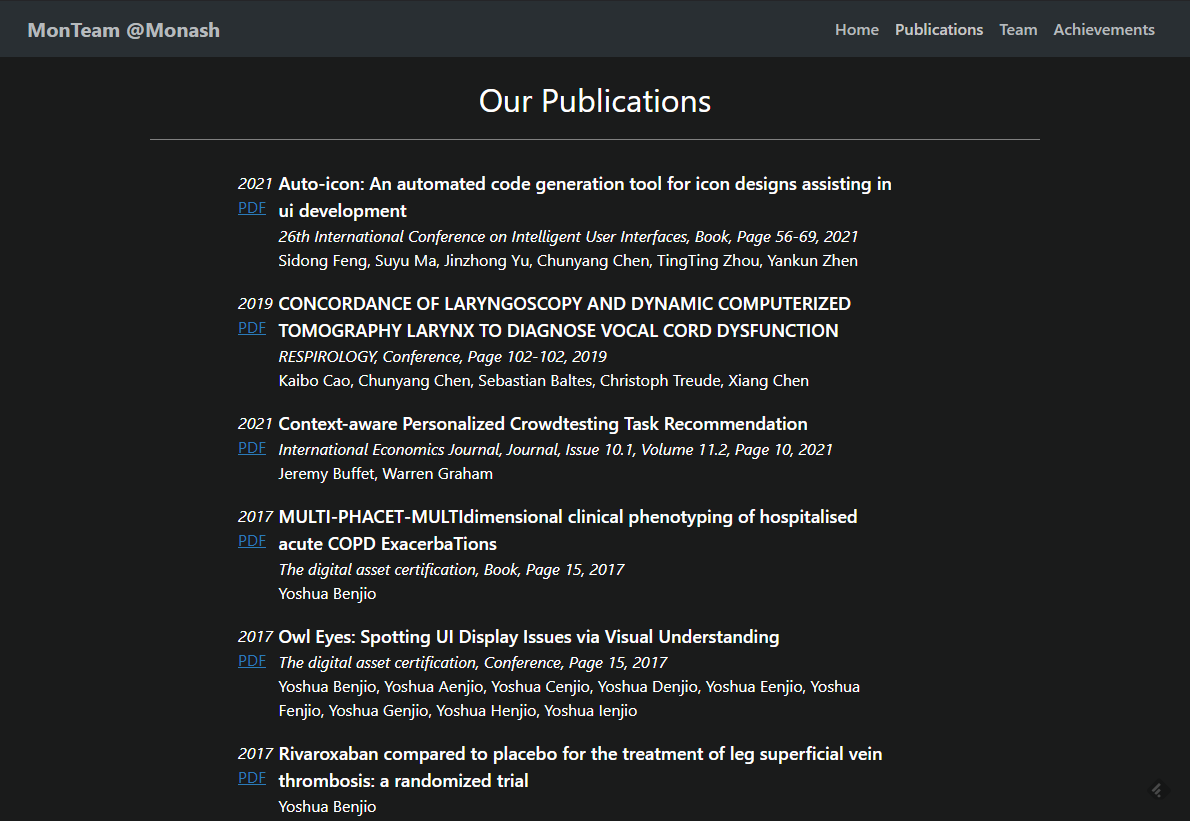 MonTeam @Monash
Home Publications Team Achievements
Our Publications
2021 Auto-icon: An automated code generation tool for icon designs assisting in
PDF ui development
26th International Conference on Intelligent User Interfaces, Book, Page 56-69, 2021
Sidong Feng, Suyu Ma, Jinzhong Yu, Chunyang Chen, TingTing Zhou, Yankun Zhen
2019 CONCORDANCE OF LARYNGOSCOPY AND DYNAMIC COMPUTERIZED
PDF TOMOGRAPHY LARYNX TO DIAGNOSE VOCAL CORD DYSFUNCTION
RESPIROLOGY, Conference, Page 102-102, 2019
Kaibo Cao, Chunyang Chen, Sebastian Baltes, Christoph Treude, Xiang Chen
2021 Context-aware Personalized Crowdtesting Task Recommendation
PDF International Economics Journal, Journal, Issue 10.1, Volume 11.2, Page 10, 2021
Jeremy Buffet, Warren Graham
2017 MULTI-PHACET-MULTIdimensional clinical phenotyping of hospitalised
PDF acute COPD ExacerbaTions
The digital asset certification, Book, Page 15, 2017
Yoshua Benjio
2017 Owl Eyes: Spotting UI Display Issues via Visual Understanding
PDF The digital asset certification, Conference, Page 15, 2017
Yoshua Benjio, Yoshua Aenjio, Yoshua Cenjio, Yoshua Denjio, Yoshua Eenjio, Yoshua
Fenjio, Yoshua Genjio, Yoshua Henjio, Yoshua Ienjio
2017 Rivaroxaban compared to placebo for the treatment of leg superficial vein
PDF thrombosis: a randomized trial
Yoshua Benjio